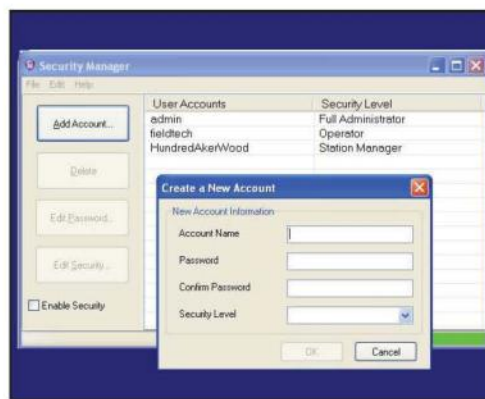 Security Manager
File Edit Help
User Accounts Security Level
Add Account...
admin Full Administrator
fieldtech Operator
HundredAkerWood Station Manager
Delete
Edit Password...
Edit Security...
Enable Security
Create a New Account
New Account Information
Account Name
Password
Confirm Password
Security Level
OK Cancel